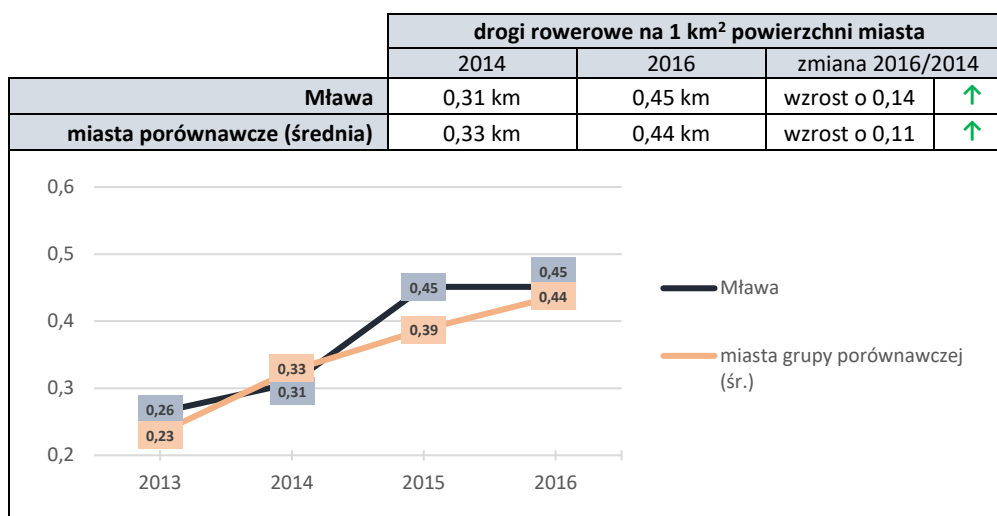 drogi rowerowe na 1 km² powierzchni miasta
2014 2016 zmiana 2016/2014
Mława 0,31 km 0,45 km wzrost o 0,14 ↑
miasta porównawcze (średnia) 0,33 km 0,44 km wzrost o 0,11 ↑
0,6
0,5
0,4
0,3
0,2
0,26
0,23
0,33
0,31
0,45
0,39
0,45
0,44
2013 2014 2015 2016
Mława
miasta grupy porównawczej
(śr.)